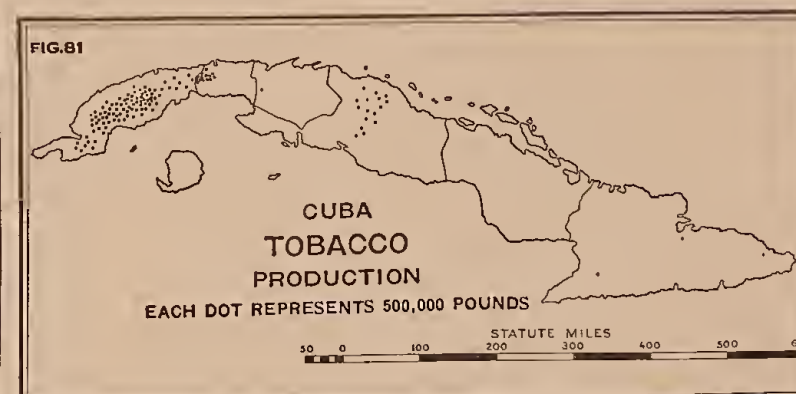 FIG.81
CUBA
TOBACCO
PRODUCTION
EACH DOT REPRESENTS 500,000 POUNDS
STATUTE MILES
50 0 100 200 300 400 500